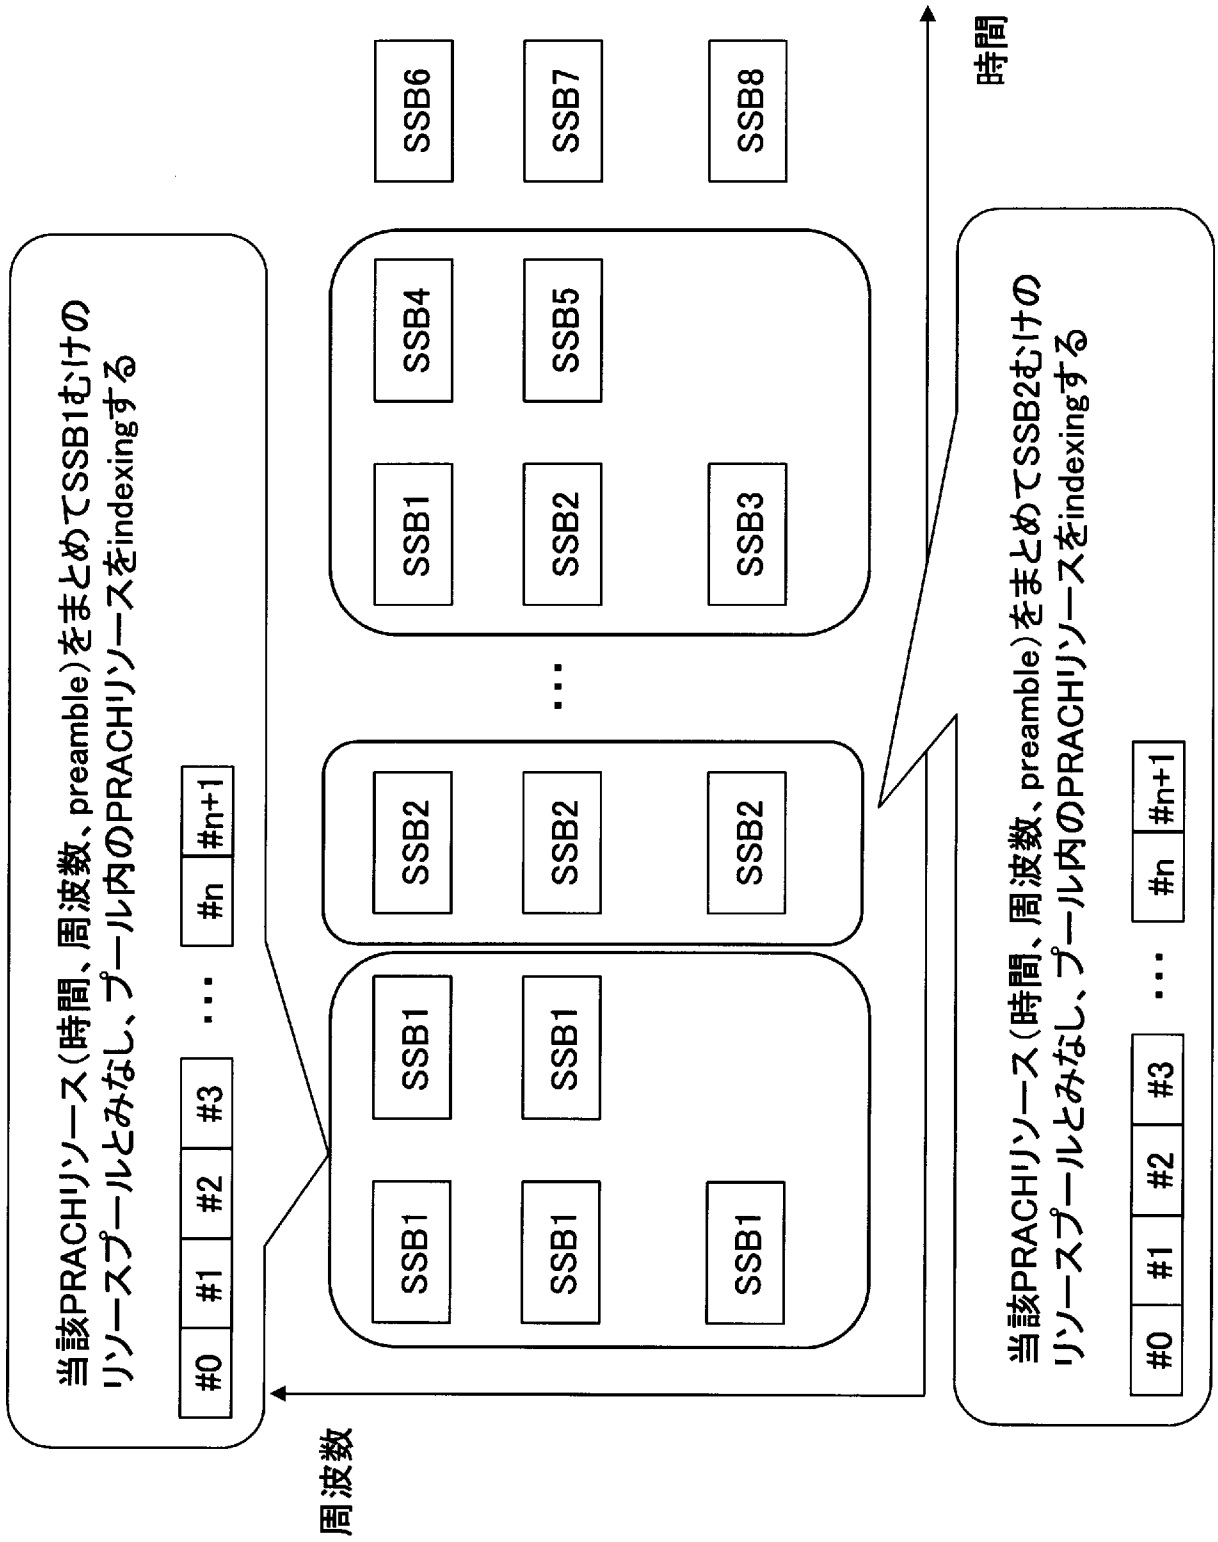 当該PRACHリソース(時間、周波数、preamble)をまとめてSSB1むけの
リソースプールとみなし、プール内のPRACHリソースをindexingする
#0 #1 #2 #3 ・・・ #n #n+1
周波数
SSB1 SSB1 SSB2 SSB1 SSB4 SSB6
SSB1 SSB1 SSB2 ・・・ SSB2 SSB5 SSB7
SSB1 SSB2 SSB3 SSB8
時間
当該PRACHリソース(時間、周波数、preamble)をまとめてSSB2むけの
リソースプールとみなし、プール内のPRACHリソースをindexingする
#0 #1 #2 #3 ・・・ #n #n+1